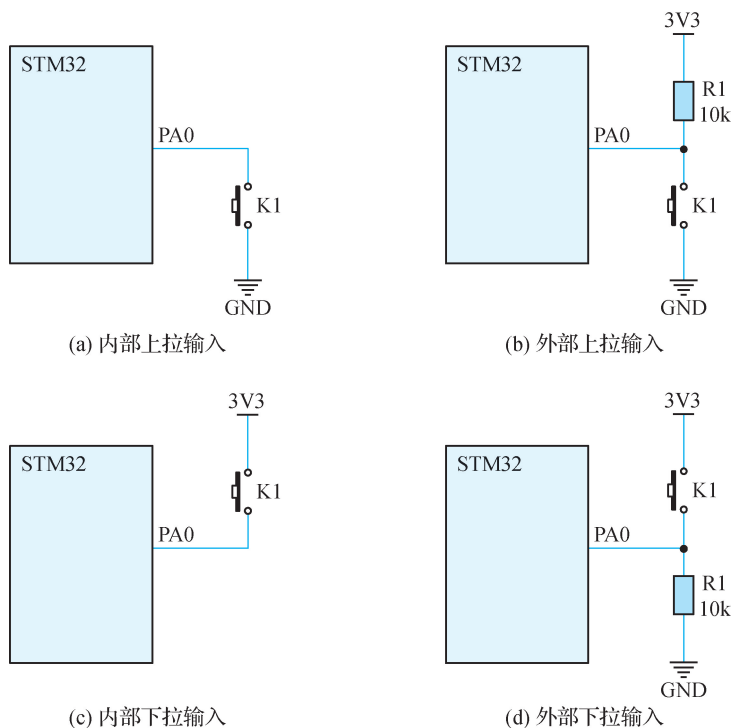 STM32
PA0
K1
GND
(a) 内部上拉输入
3V3
STM32
R1
10k
PA0
K1
GND
(b) 外部上拉输入
3V3
STM32
K1
PA0
(c) 内部下拉输入
3V3
STM32
K1
PA0
R1
10k
GND
(d) 外部下拉输入